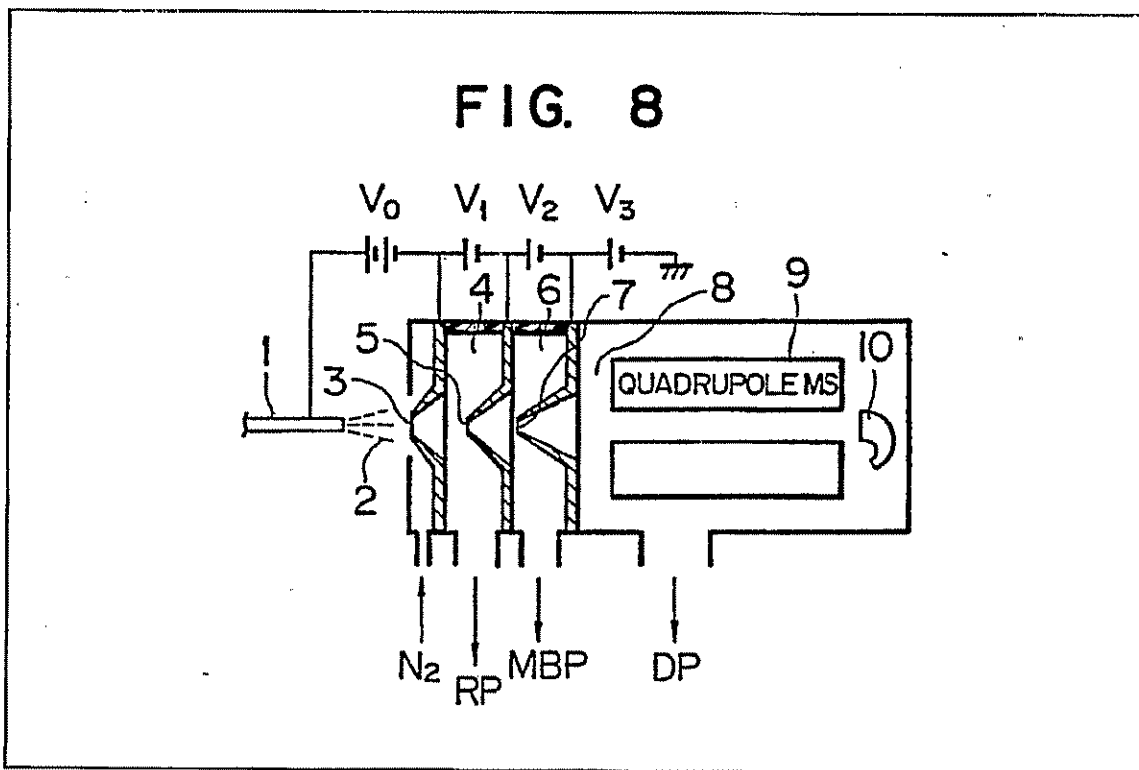 FIG. 8
V0 V1 V2 V3
4 6 7 8 9
5 10
1 3
QUADRUPOLE MS
2
N2 RP MBP DP